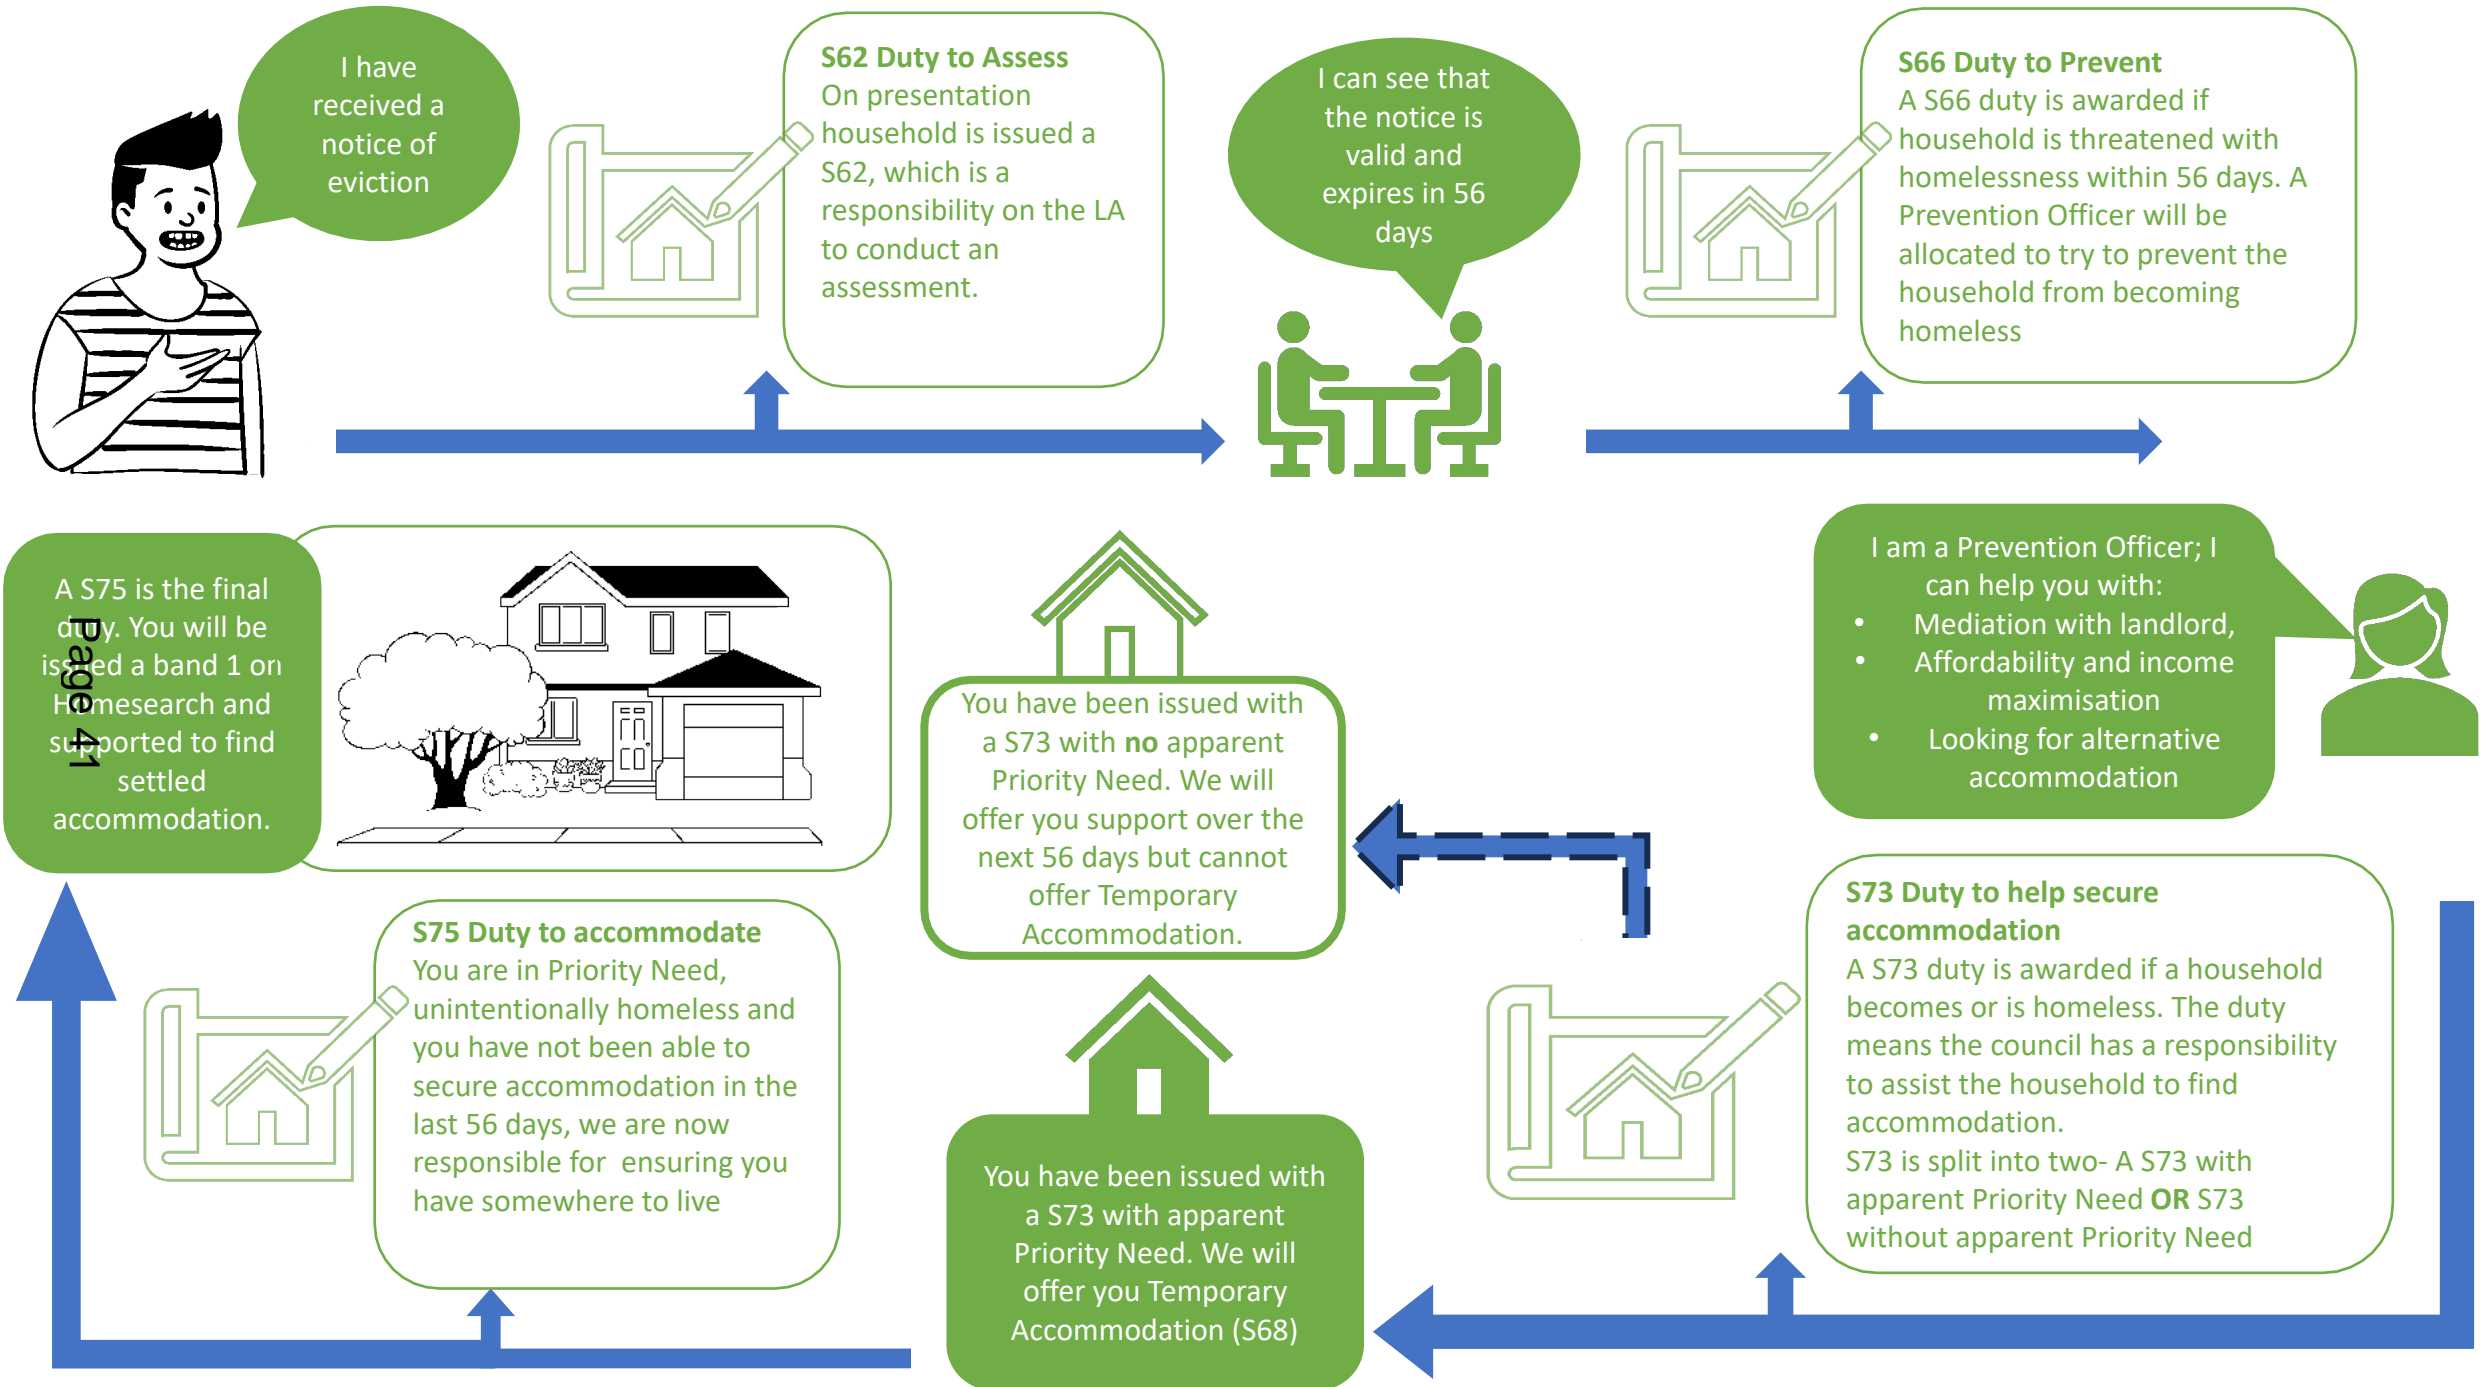 I have
received a
notice of
eviction
S62 Duty to Assess
On presentation
household is issued a
S62, which is a
responsibility on the LA
to conduct an
assessment.
I can see that
the notice is
valid and
expires in 56
days
S66 Duty to Prevent
A S66 duty is awarded if
household is threatened with
homelessness within 56 days. A
Prevention Officer will be
allocated to try to prevent the
household from becoming
homeless
I am a Prevention Officer; I
can help you with:
• Mediation with landlord,
• Affordability and income
maximisation
• Looking for alternative
accommodation
S73 Duty to help secure
accommodation
A S73 duty is awarded if a household
becomes or is homeless. The duty
means the council has a responsibility
to assist the household to find
accommodation.
S73 is split into two- A S73 with
apparent Priority Need OR S73
without apparent Priority Need
You have been issued with
a S73 with no apparent
Priority Need. We will
offer you support over the
next 56 days but cannot
offer Temporary
Accommodation.
You have been issued with
a S73 with apparent
Priority Need. We will
offer you Temporary
Accommodation (S68)
S75 Duty to accommodate
You are in Priority Need,
unintentionally homeless and
you have not been able to
secure accommodation in the
last 56 days, we are now
responsible for  ensuring you
have somewhere to live
A S75 is the final
duty. You will be
issued a band 1 on
Homesearch and
supported to find
settled
accommodation.
Page 41